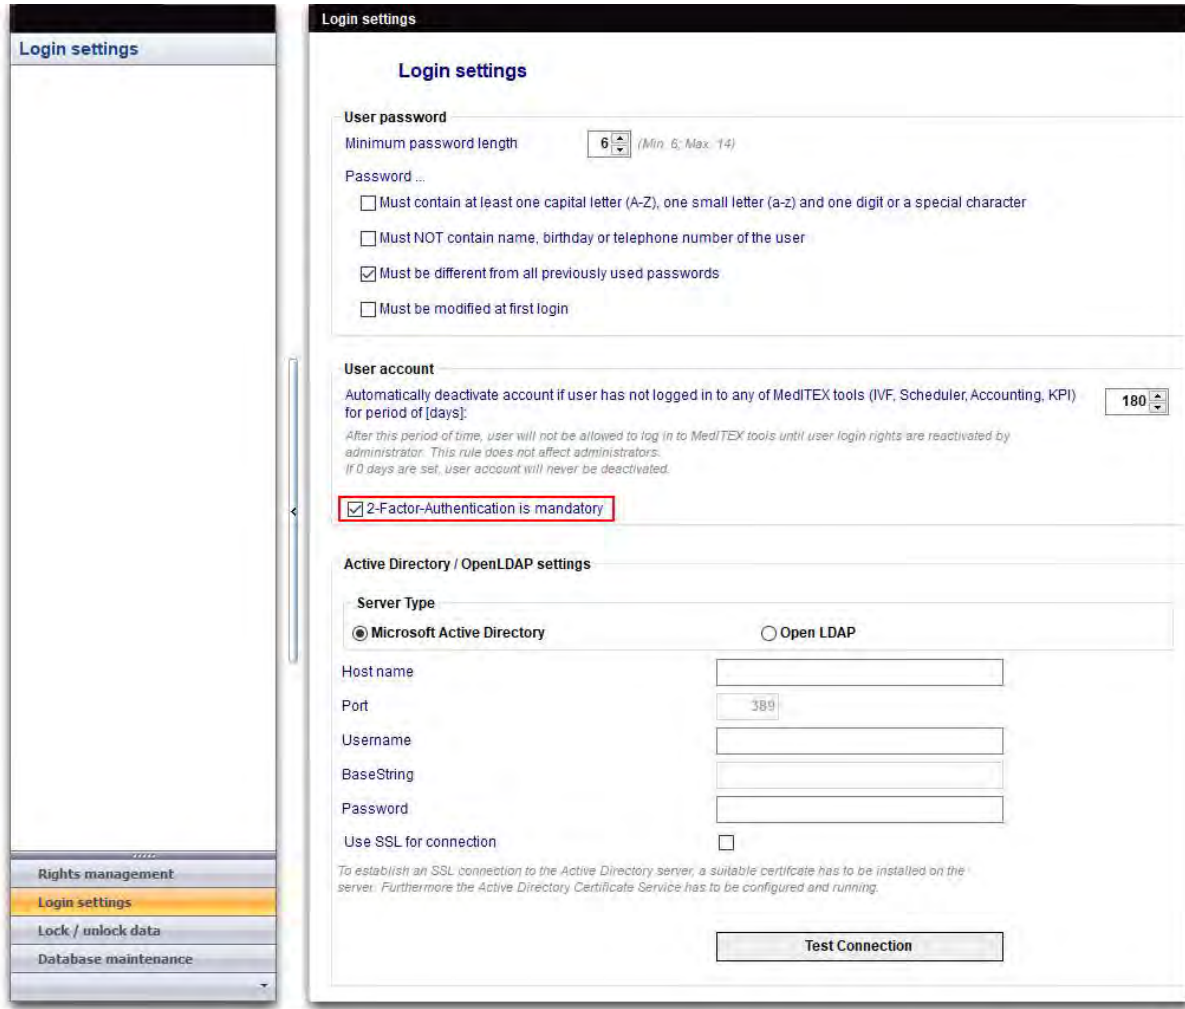 Login settings
Rights management
Login settings
Lock / unlock data
Database maintenance
Login settings
Login settings
User password
Minimum password length 6 (Min. 6; Max. 14)
Password ...
Must contain at least one capital letter (A-Z), one small letter (a-z) and one digit or a special character
Must NOT contain name, birthday or telephone number of the user
Must be different from all previously used passwords
Must be modified at first login
User account
Automatically deactivate account if user has not logged in to any of MedITEX tools (IVF, Scheduler, Accounting, KPI) 180
for period of [days]:
After this period of time, user will not be allowed to log in to MedITEX tools until user login rights are reactivated by
administrator. This rule does not affect administrators.
If 0 days are set, user account will never be deactivated.
2-Factor-Authentication is mandatory
Active Directory / OpenLDAP settings
Server Type
Microsoft Active Directory Open LDAP
Host name
Port 389
Username
BaseString
Password
Use SSL for connection
To establish an SSL connection to the Active Directory server, a suitable certifcate has to be installed on the
server. Furthermore the Active Directory Certificate Service has to be configured and running.
Test Connection